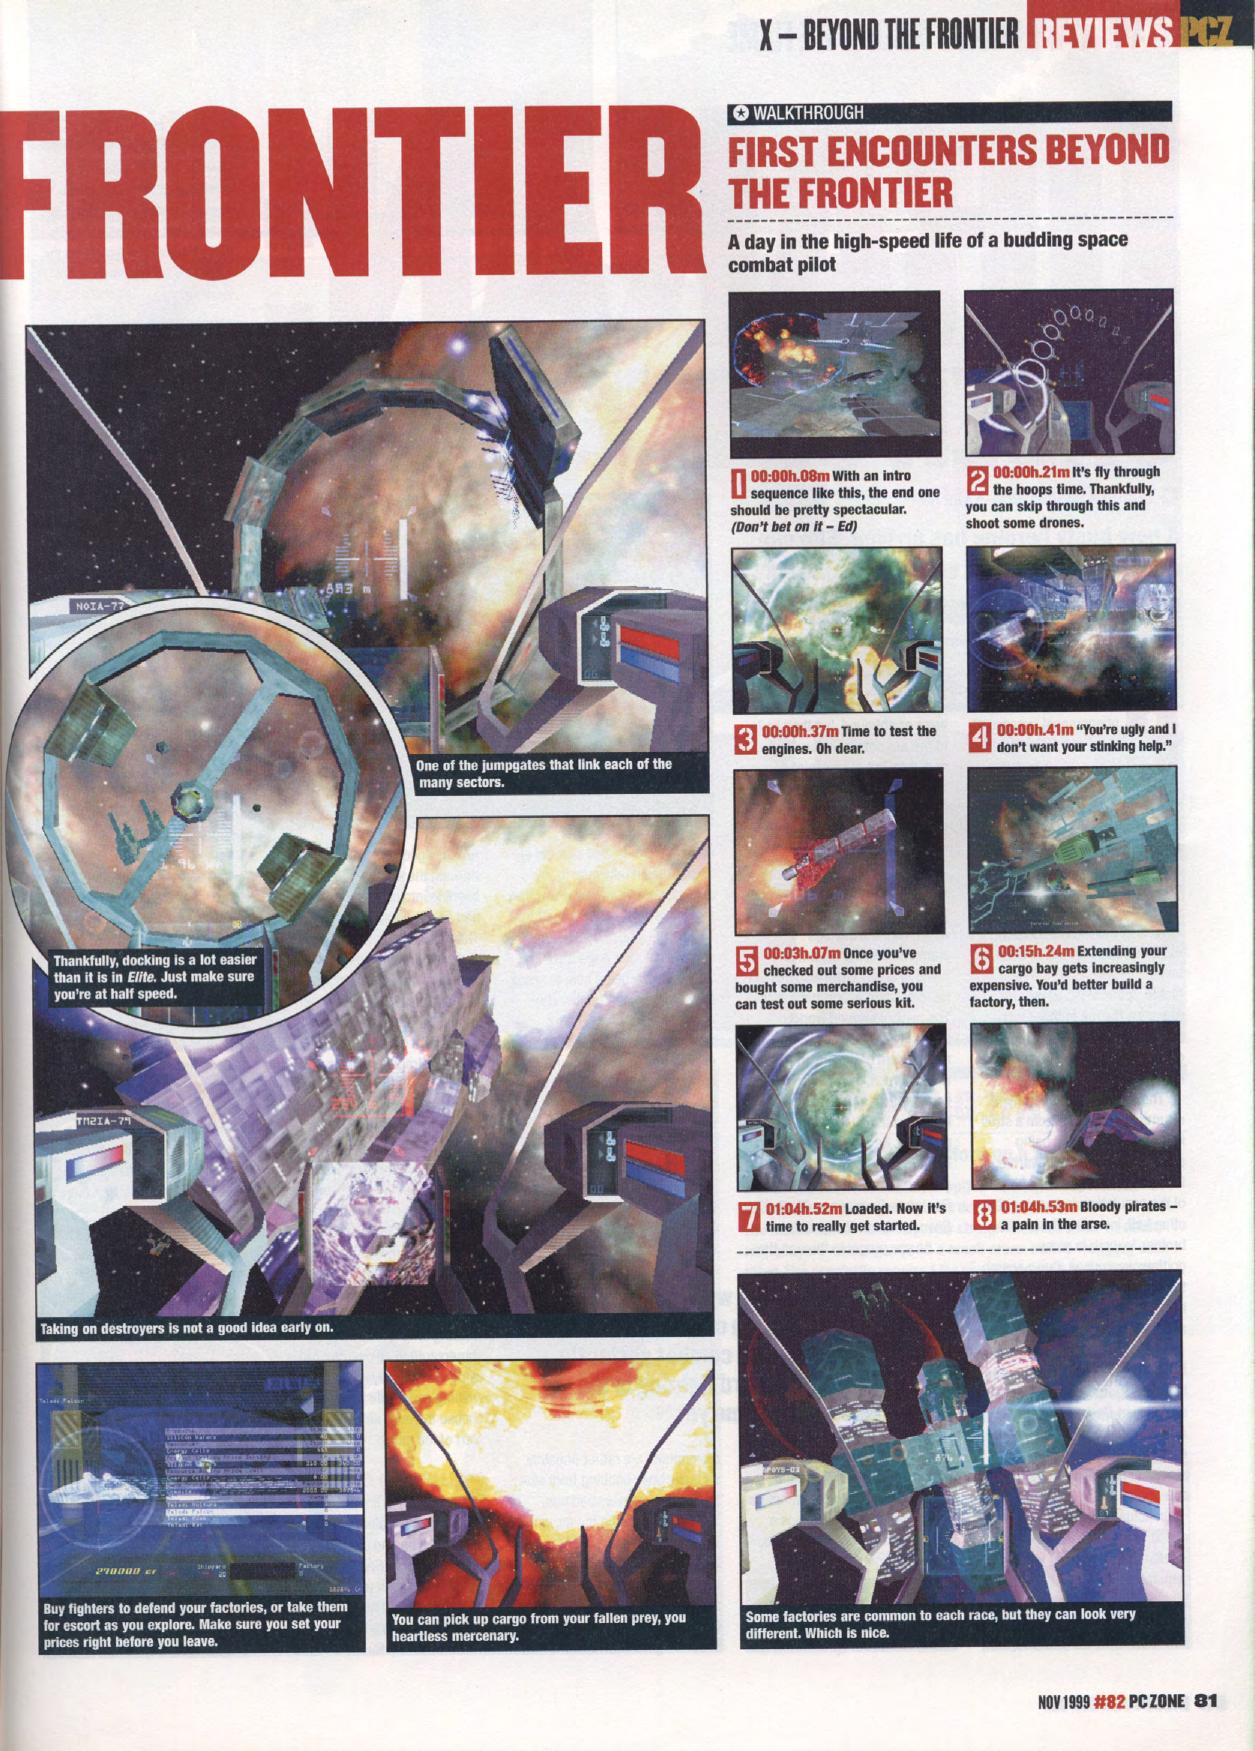 X – BEYOND THE FRONTIER REVIEWS PCZ
FRONTIER
WALKTHROUGH
FIRST ENCOUNTERS BEYOND
THE FRONTIER
A day in the high-speed life of a budding space
combat pilot
1 00:00h.08m With an intro
sequence like this, the end one
should be pretty spectacular.
(Don't bet on it – Ed)
2 00:00h.21m It's fly through
the hoops time. Thankfully,
you can skip through this and
shoot some drones.
3 00:00h.37m Time to test the
engines. Oh dear.
4 00:00h.41m "You're ugly and I
don't want your stinking help."
5 00:03h.07m Once you've
checked out some prices and
bought some merchandise, you
can test out some serious kit.
6 00:15h.24m Extending your
cargo bay gets increasingly
expensive. You'd better build a
factory, then.
7 01:04h.52m Loaded. Now it's
time to really get started.
8 01:04h.53m Bloody pirates –
a pain in the arse.
NOIA-77
One of the jumpgates that link each of the
many sectors.
Thankfully, docking is a lot easier
than it is in Elite. Just make sure
you're at half speed.
Taking on destroyers is not a good idea early on.
Teladi Falcon
Silicon Wafers
Energy Cells
Shipyard
Factory
Buy fighters to defend your factories, or take them
for escort as you explore. Make sure you set your
prices right before you leave.
You can pick up cargo from your fallen prey, you
heartless mercenary.
Some factories are common to each race, but they can look very
different. Which is nice.
NOV 1999 #82 PC ZONE 81